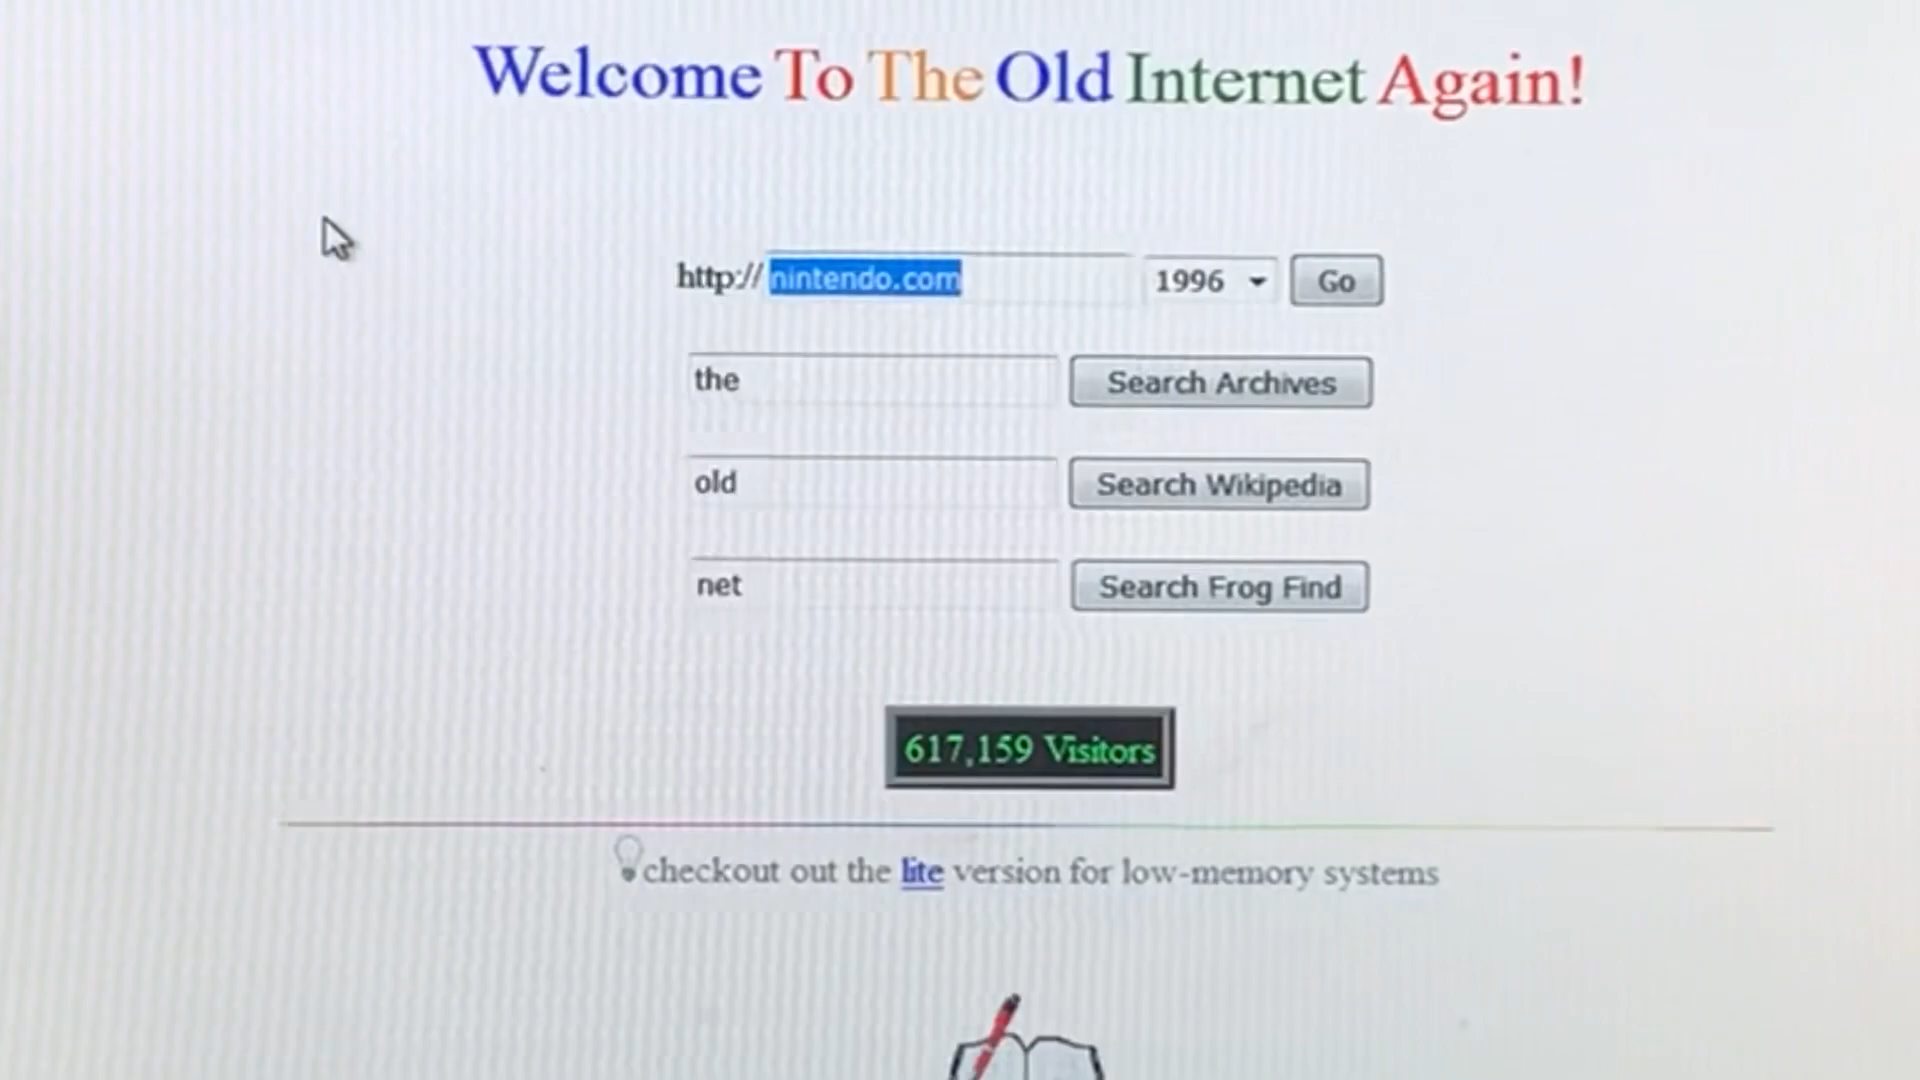 Welcome To The Old Internet Again!
http:// nintendo.com 1996 Go
the Search Archives
old Search Wikipedia
net Search Frog Find
617,159 Visitors
checkout out the lite version for low-memory systems